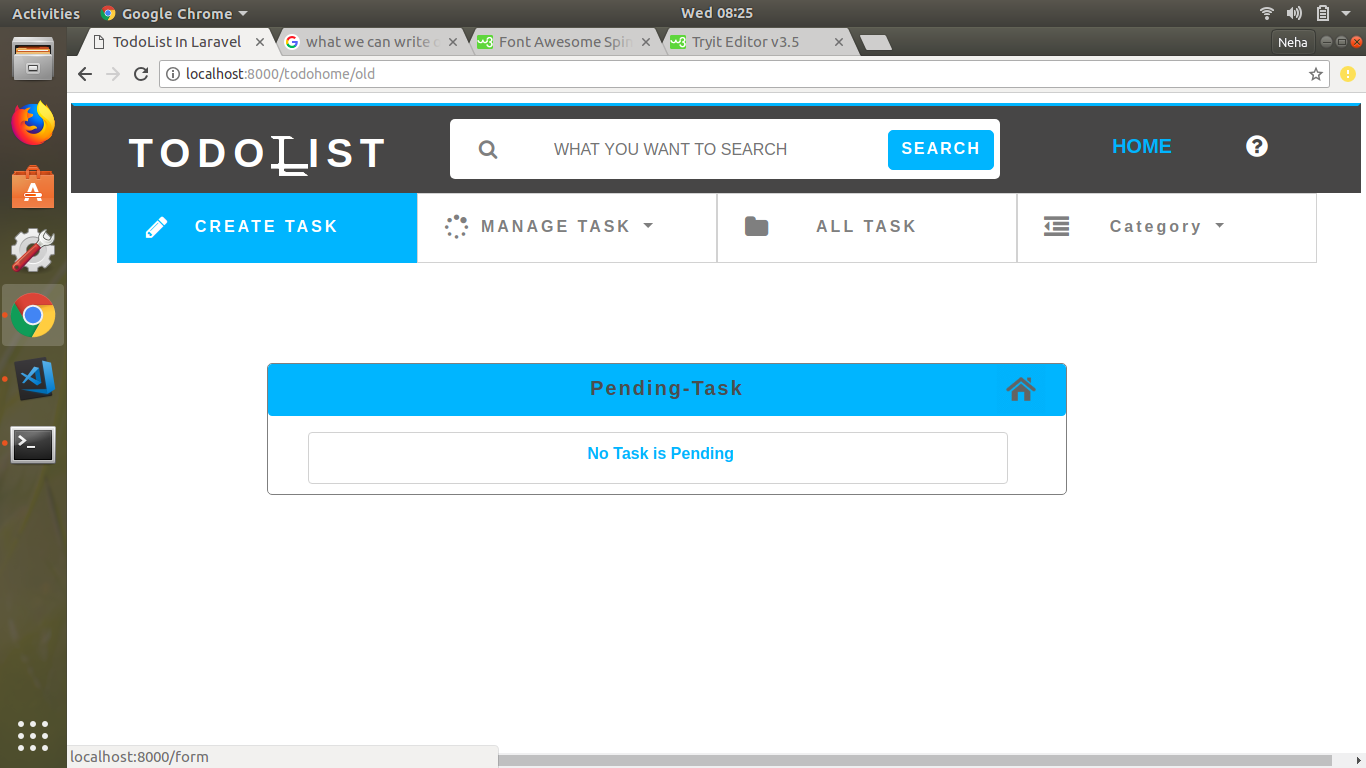 Activities Google Chrome Wed 08:25
TodoList In Laravel what we can write Font Awesome Spin Tryit Editor v3.5 Neha
localhost:8000/todohome/old
TODOLIST WHAT YOU WANT TO SEARCH SEARCH HOME
CREATE TASK MANAGE TASK ALL TASK Category
Pending-Task
No Task is Pending
localhost:8000/form